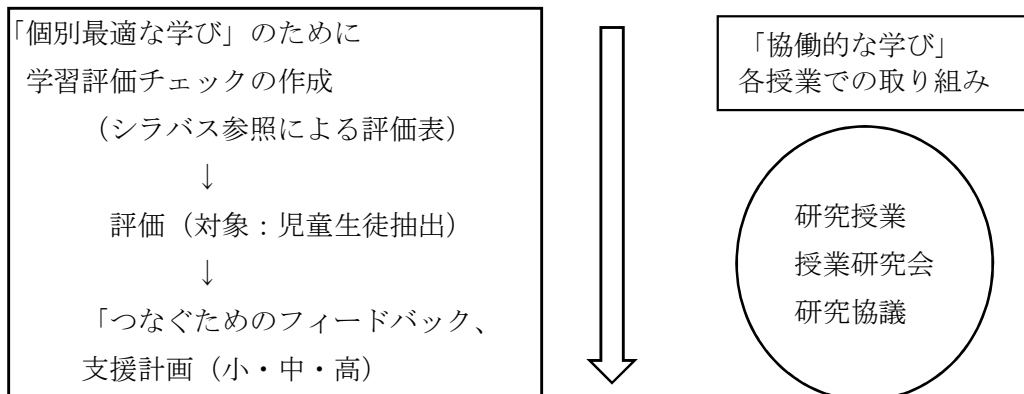 「個別最適な学び」のために
学習評価チェックの作成
（シラバス参照による評価表）
↓
評価（対象：児童生徒抽出）
↓
「つなぐためのフィードバック、
支援計画（小・中・高）
「協働的な学び」
各授業での取り組み
研究授業
授業研究会
研究協議